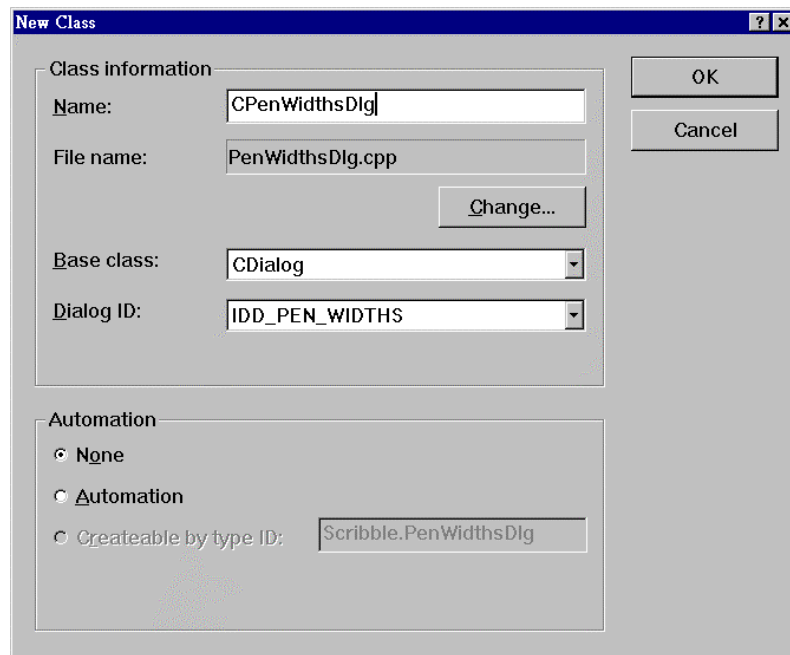 New Class
Class information
Name: CPenWidthsDlg
File name: PenWidthsDlg.cpp
Change...
Base class: CDialog
Dialog ID: IDD_PEN_WIDTHS
OK
Cancel
Automation
None
Automation
Createable by type ID: Scribble.PenWidthsDlg